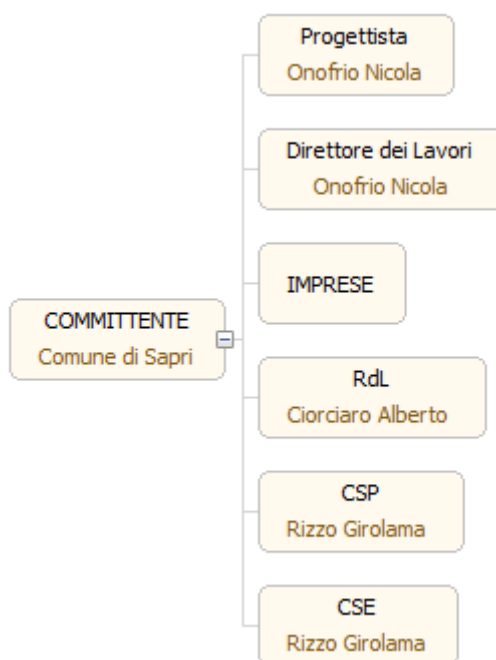 Progettista
Onofrio Nicola
Direttore dei Lavori
Onofrio Nicola
IMPRESE
COMMITTENTE
Comune di Sapri
RdL
Ciorciaro Alberto
CSP
Rizzo Girolama
CSE
Rizzo Girolama